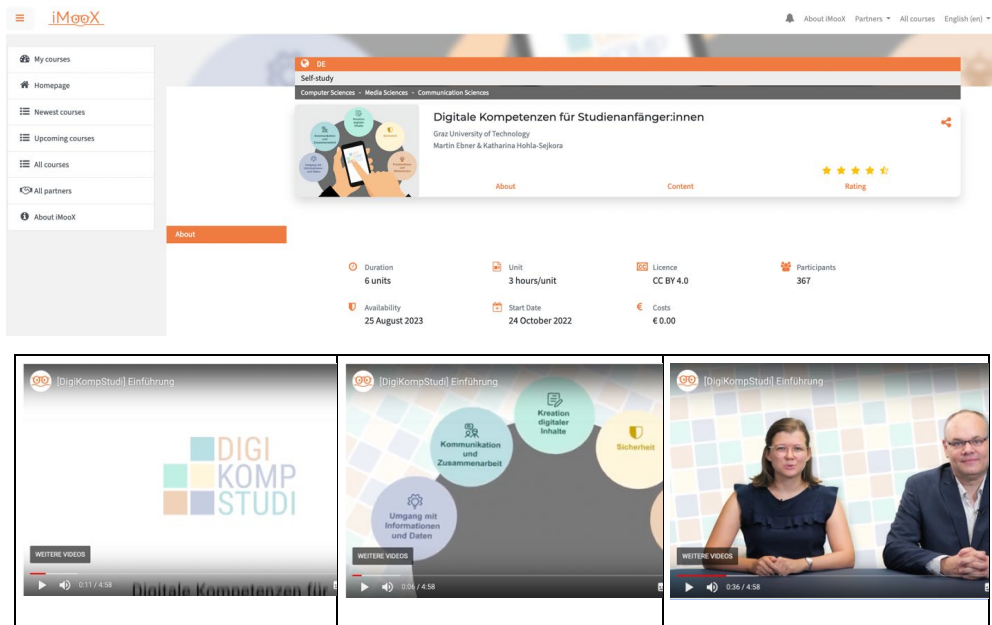 iMooX
About iMooX Partners All courses English (en)
My courses
Homepage
Newest courses
Upcoming courses
All courses
All partners
About iMooX
DE
Self-study
Computer Sciences - Media Sciences - Communication Sciences
Digitale Kompetenzen für Studienanfänger:innen
Graz University of Technology
Martin Ebner & Katharina Hohla-Sejkora
About Content Rating
About
Duration
6 units
Unit
3 hours/unit
Licence
CC BY 4.0
Participants
367
Availability
25 August 2023
Start Date
24 October 2022
Costs
€ 0.00
[DigiKompStudi] Einführung
DIGI
KOMP
STUDI
WEITERE VIDEOS
0:11 / 4:58
Digitale Kompetenzen für
[DigiKompStudi] Einführung
Kreation
digitaler
Inhalte
Kommunikation
und
Zusammenarbeit
Sicherheit
Umgang mit
Informationen
und Daten
WEITERE VIDEOS
0:06 / 4:58
[DigiKompStudi] Einführung
WEITERE VIDEOS
0:36 / 4:58